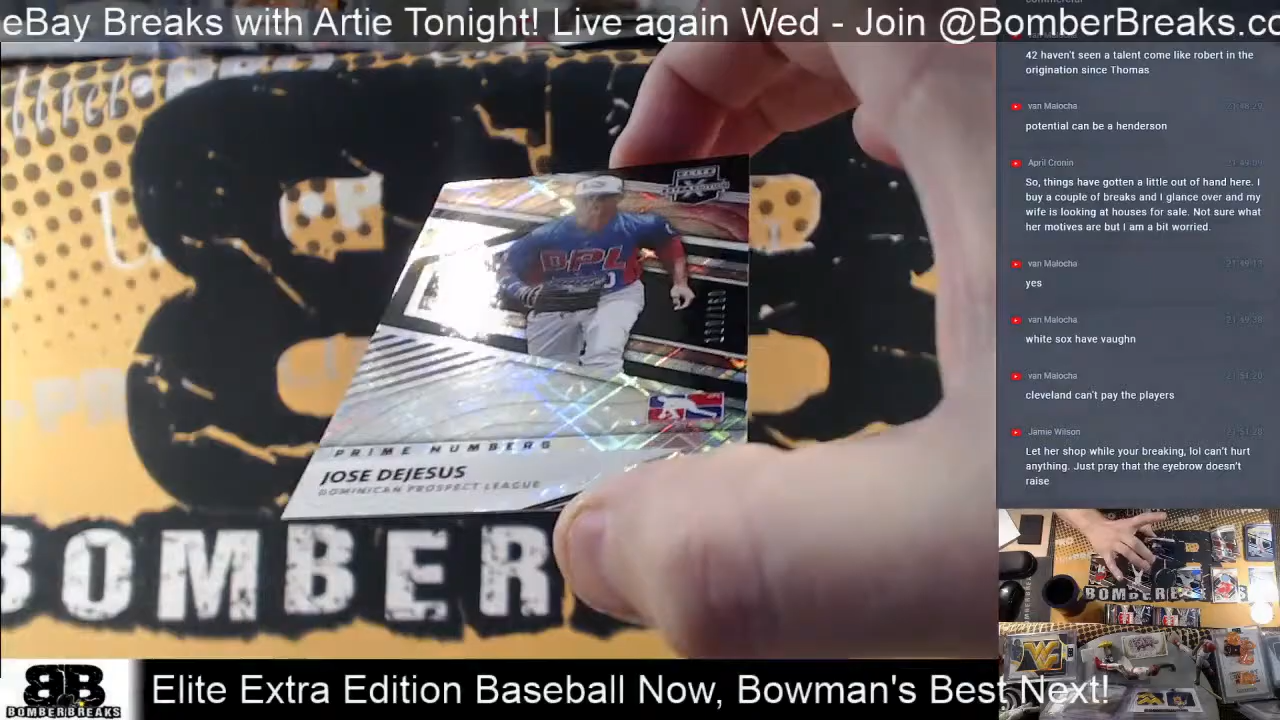 eBay Breaks with Artie Tonight! Live again Wed - Join @BomberBreaks.co
ELITE
EXTRA EDITION
DPL
PRIME NUMBERS
JOSE DEJESUS
DOMINICAN PROSPECT LEAGUE
BOMBER
42 haven't seen a talent come like robert in the
origination since Thomas
van Malocha
potential can be a henderson
April Cronin
So, things have gotten a little out of hand here. I
buy a couple of breaks and I glance over and my
wife is looking at houses for sale. Not sure what
her motives are but I am a bit worried.
van Malocha
yes
van Malocha
white sox have vaughn
van Malocha
cleveland can't pay the players
Jamie Wilson
Let her shop while your breaking, lol can't hurt
anything. Just pray that the eyebrow doesn't
raise
BOMBERB
BB
BOMBERBREAKS
Elite Extra Edition Baseball Now, Bowman's Best Next!